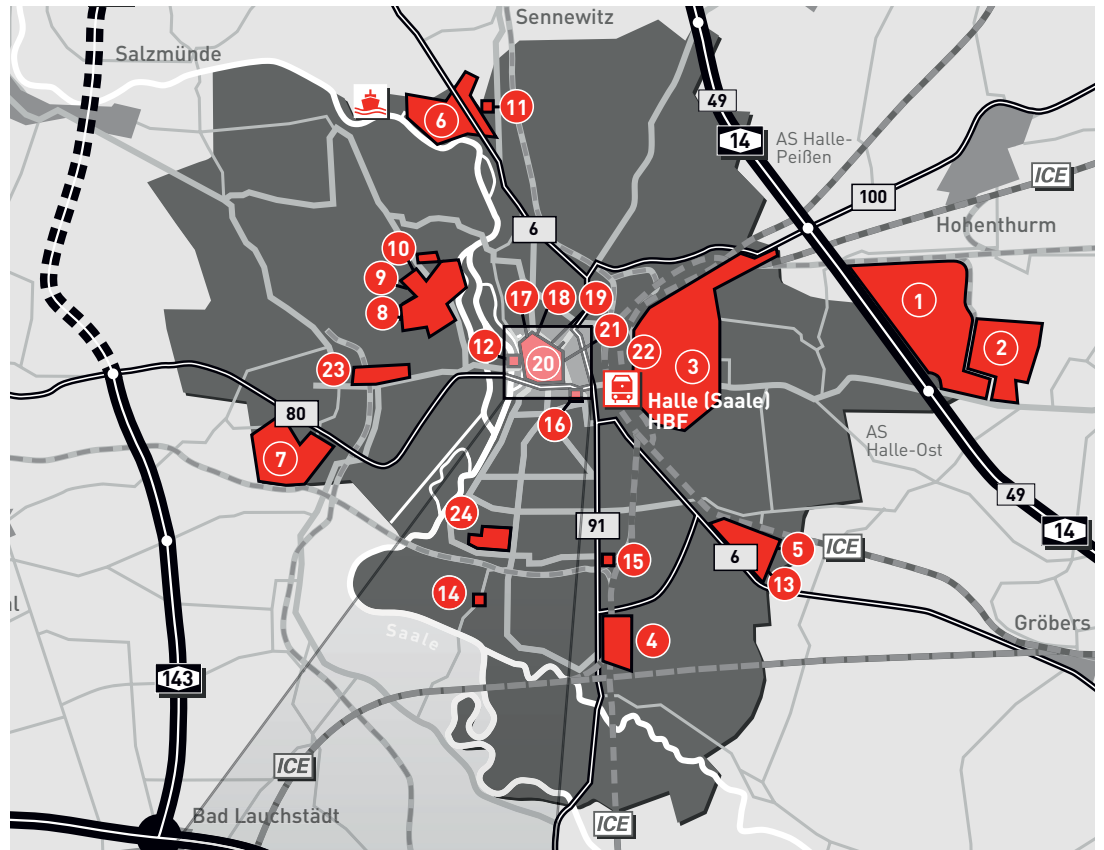 Sennewitz
Salzmünde
49
14
AS Halle-
Peißen
11
6
ICE
100
6
Hohenthurm
10
9
8
17
18
19
1
21
12
20
22
3
2
23
Halle (Saale)
HBF
80
16
AS
Halle-Ost
7
49
24
91
14
6
5
ICE
15
13
14
Gröbers
4
Saale
143
ICE
Bad Lauchstädt
ICE